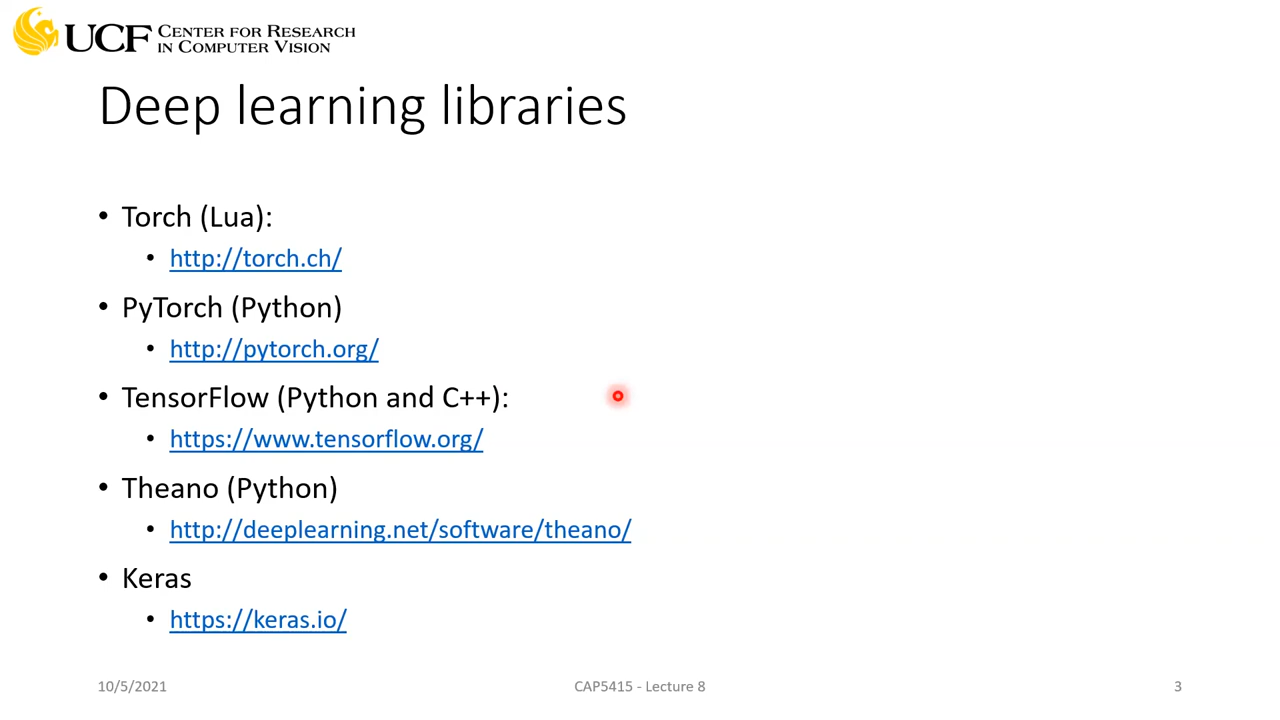 UCF CENTER FOR RESEARCH
IN COMPUTER VISION
Deep learning libraries
• Torch (Lua):
• http://torch.ch/
• PyTorch (Python)
• http://pytorch.org/
• TensorFlow (Python and C++):
• https://www.tensorflow.org/
• Theano (Python)
• http://deeplearning.net/software/theano/
• Keras
• https://keras.io/
10/5/2021 CAP5415 - Lecture 8 3